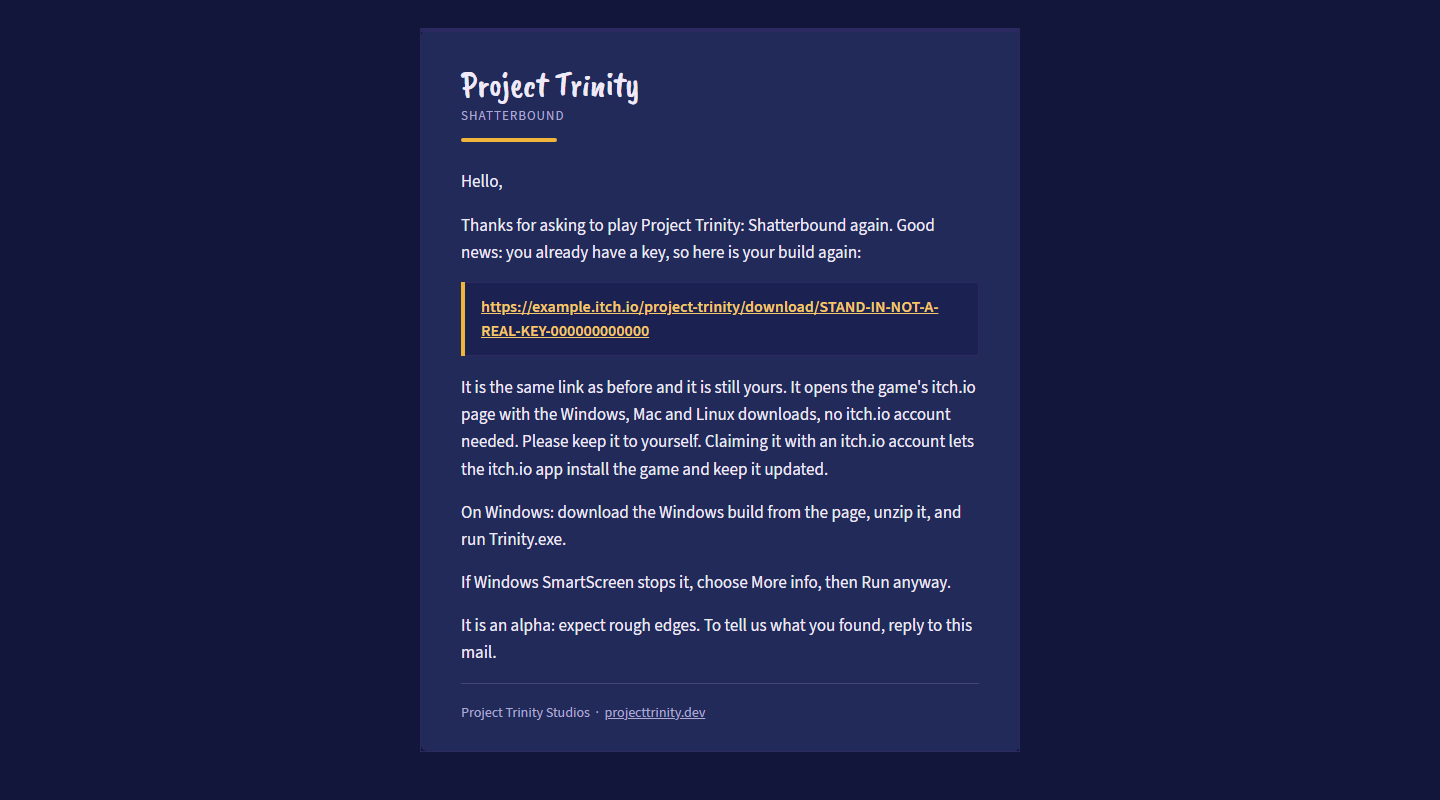 Project Trinity
SHATTERBOUND
Hello,
Thanks for asking to play Project Trinity: Shatterbound again. Good
news: you already have a key, so here is your build again:
https://example.itch.io/project-trinity/download/STAND-IN-NOT-A-
REAL-KEY-000000000000
It is the same link as before and it is still yours. It opens the game's itch.io
page with the Windows, Mac and Linux downloads, no itch.io account
needed. Please keep it to yourself. Claiming it with an itch.io account lets
the itch.io app install the game and keep it updated.
On Windows: download the Windows build from the page, unzip it, and
run Trinity.exe.
If Windows SmartScreen stops it, choose More info, then Run anyway.
It is an alpha: expect rough edges. To tell us what you found, reply to this
mail.
Project Trinity Studios · projecttrinity.dev